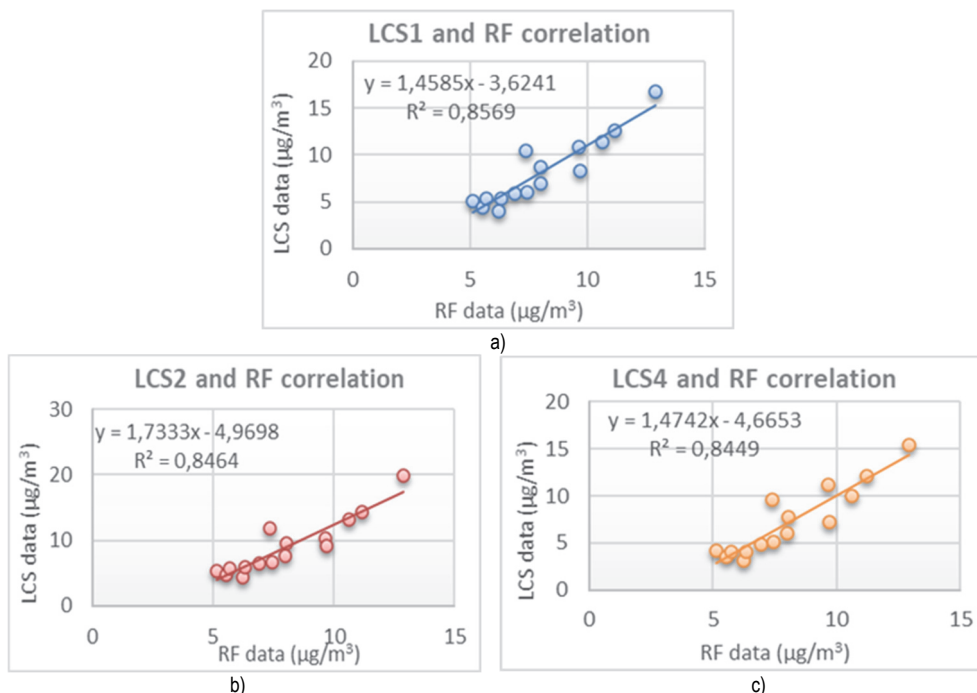 LCS1 and RF correlation
20
y = 1,4585x - 3,6241
R² = 0,8569
15
10
5
0
0 5 10 15
LCS data (µg/m³)
RF data (µg/m³)
a)
LCS2 and RF correlation
30
y = 1,7333x - 4,9698
R² = 0,8464
20
10
0
0 5 10 15
LCS data (µg/m³)
RF data (µg/m³)
b)
LCS4 and RF correlation
20
y = 1,4742x - 4,6653
R² = 0,8449
15
10
5
0
0 5 10 15
LCS data (µg/m³)
RF data (µg/m³)
c)